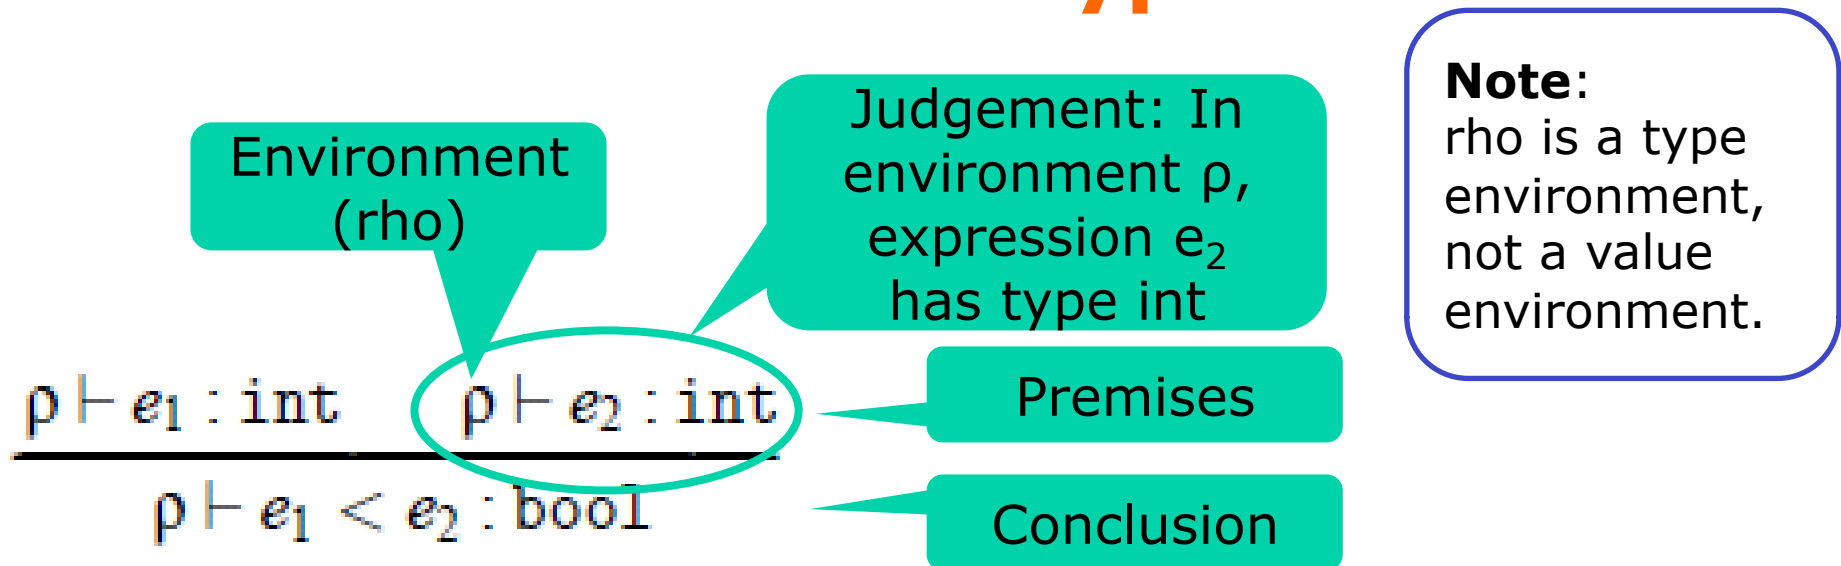 Environment
(rho)
Judgement: In
environment ρ,
expression e₂
has type int
Note:
rho is a type
environment,
not a value
environment.
ρ ⊢ e₁ : int ρ ⊢ e₂ : int
Premises
ρ ⊢ e₁ < e₂ : bool
Conclusion